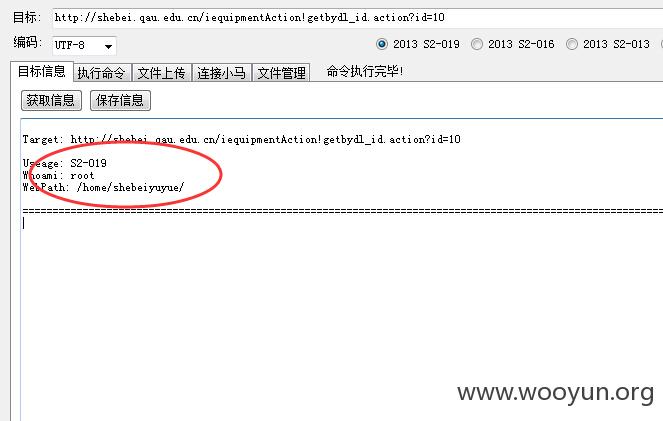 目标: http://shebei.qau.edu.cn/iequipmentAction!getbydl_id.action?id=10
编码: UTF-8 2013 S2-019 2013 S2-016 2013 S2-013
目标信息 执行命令 文件上传 连接小马 文件管理 命令执行完毕!
获取信息 保存信息
Target: http://shebei.qau.edu.cn/iequipmentAction!getbydl_id.action?id=10
Useage: S2-019
Whoami: root
WebPath: /home/shebeiyuyue/
================================================================================
www.wooyun.org